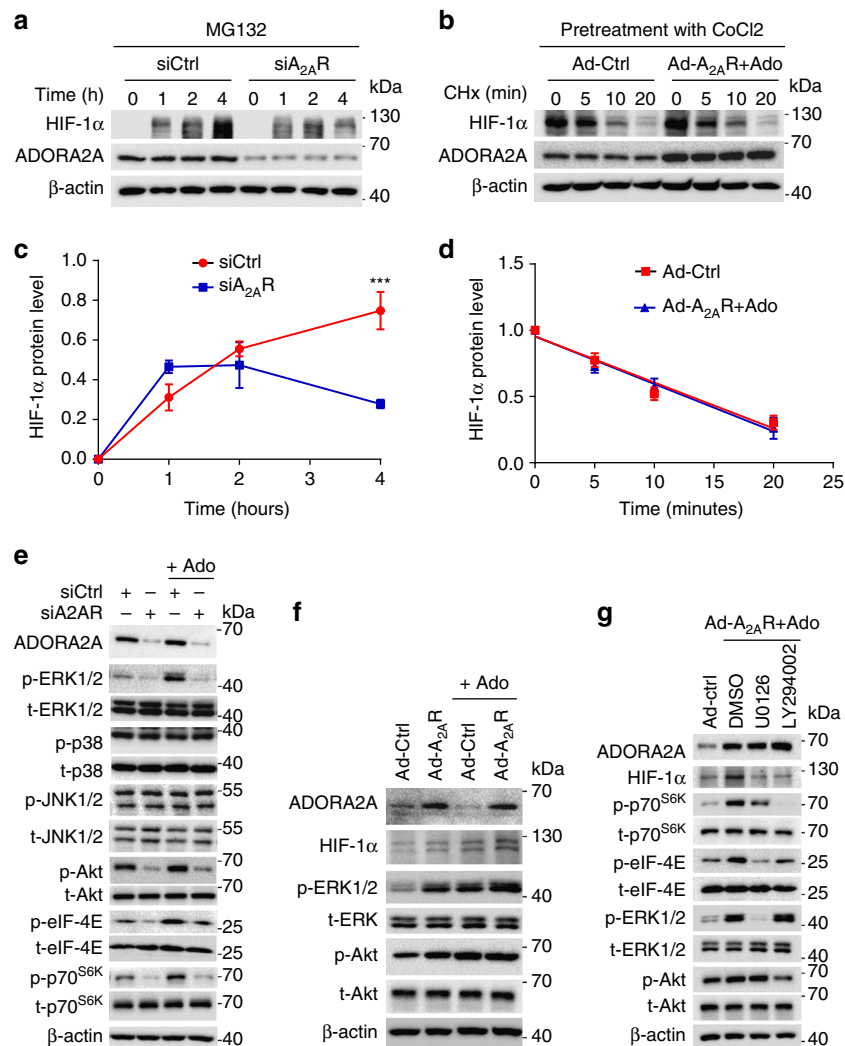 a
MG132
siCtrl siA2AR
kDa
Time (h) 0 1 2 4 0 1 2 4
HIF-1α
130
70
ADORA2A
β-actin
40
b
Pretreatment with CoCl2
Ad-Ctrl Ad-A2AR+Ado
kDa
CHx (min) 0 5 10 20 0 5 10 20
HIF-1α
130
70
ADORA2A
β-actin
40
c
siCtrl
siA2AR
***
HIF-1α protein level
1.0
0.8
0.6
0.4
0.2
0.0
0 1 2 3 4
Time (hours)
d
Ad-Ctrl
Ad-A2AR+Ado
HIF-1α protein level
1.5
1.0
0.5
0.0
0 5 10 15 20 25
Time (minutes)
e
+ Ado
siCtrl + – + –
siA2AR – + – +
kDa
ADORA2A
70
p-ERK1/2
40
t-ERK1/2
40
p-p38
40
t-p38
40
p-JNK1/2
55
t-JNK1/2
55
p-Akt
70
t-Akt
70
p-eIF-4E
25
t-eIF-4E
25
p-p70S6K
70
t-p70S6K
70
β-actin
40
f
+ Ado
Ad-Ctrl Ad-A2AR Ad-Ctrl Ad-A2AR
kDa
ADORA2A
70
HIF-1α
130
p-ERK1/2
40
t-ERK
40
p-Akt
70
t-Akt
70
β-actin
40
g
Ad-A2AR+Ado
Ad-ctrl DMSO U0126 LY294002
kDa
ADORA2A
70
HIF-1α
130
p-p70S6K
70
t-p70S6K
70
p-eIF-4E
25
t-eIF-4E
25
p-ERK1/2
40
t-ERK1/2
40
p-Akt
70
t-Akt
70
β-actin
40